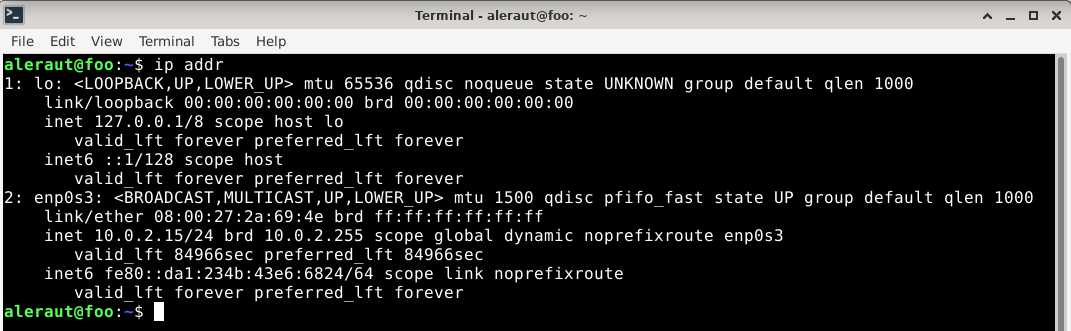 Terminal - aleraut@foo: ~
File Edit View Terminal Tabs Help
aleraut@foo:~$ ip addr
1: lo: <LOOPBACK,UP,LOWER_UP> mtu 65536 qdisc noqueue state UNKNOWN group default qlen 1000
    link/loopback 00:00:00:00:00:00 brd 00:00:00:00:00:00
    inet 127.0.0.1/8 scope host lo
       valid_lft forever preferred_lft forever
    inet6 ::1/128 scope host
       valid_lft forever preferred_lft forever
2: enp0s3: <BROADCAST,MULTICAST,UP,LOWER_UP> mtu 1500 qdisc pfifo_fast state UP group default qlen 1000
    link/ether 08:00:27:2a:69:4e brd ff:ff:ff:ff:ff:ff
    inet 10.0.2.15/24 brd 10.0.2.255 scope global dynamic noprefixroute enp0s3
       valid_lft 84966sec preferred_lft 84966sec
    inet6 fe80::da1:234b:43e6:6824/64 scope link noprefixroute
       valid_lft forever preferred_lft forever
aleraut@foo:~$